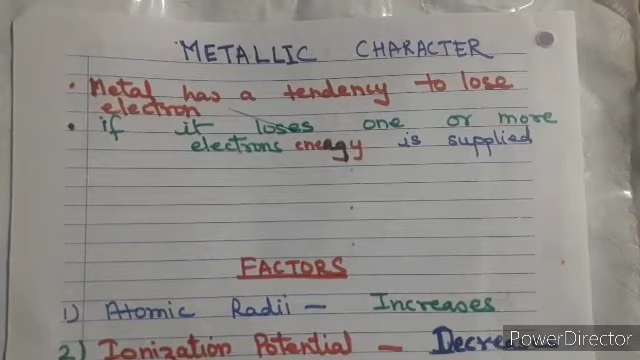 METALLIC CHARACTER
• Metal has a tendency to lose
electron
• if it loses one or more
electrons energy is supplied
FACTORS
1) Atomic Radii — Increases
2) Ionization Potential —
PowerDirector